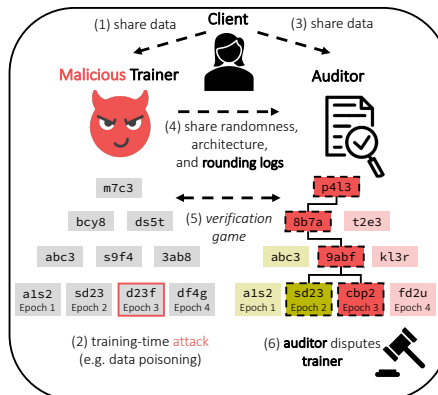 Client
(1) share data
(3) share data
Malicious Trainer
Auditor
(4) share randomness,
architecture,
and rounding logs
m7c3
p4l3
bcy8 ds5t
(5) verification
game
8b7a t2e3
abc3 s9f4 3ab8
abc3 9abf kl3r
a1s2 sd23 d23f df4g
Epoch 1 Epoch 2 Epoch 3 Epoch 4
a1s2 sd23 cbp2 fd2u
Epoch 1 Epoch 2 Epoch 3 Epoch 4
(2) training-time attack
(e.g. data poisoning)
(6) auditor disputes
trainer